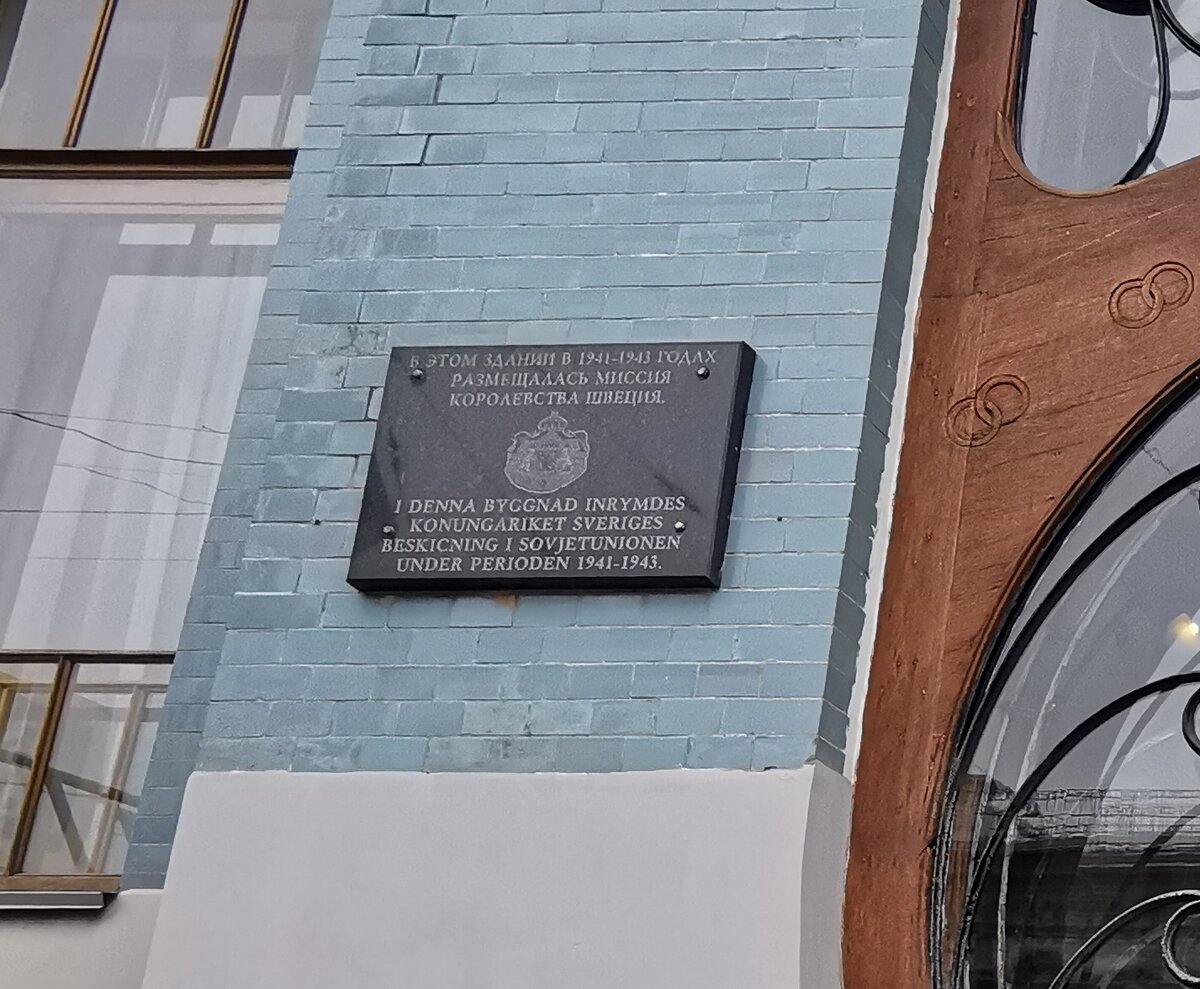 В ЭТОМ ЗДАНИИ В 1941-1943 ГОДАХ
РАЗМЕЩАЛАСЬ МИССИЯ
КОРОЛЕВСТВА ШВЕЦИЯ.
I DENNA BYGGNAD INRYMDES
KONUNGARIKET SVERIGES
BESKICNING I SOVJETUNIONEN
UNDER PERIODEN 1941-1943.